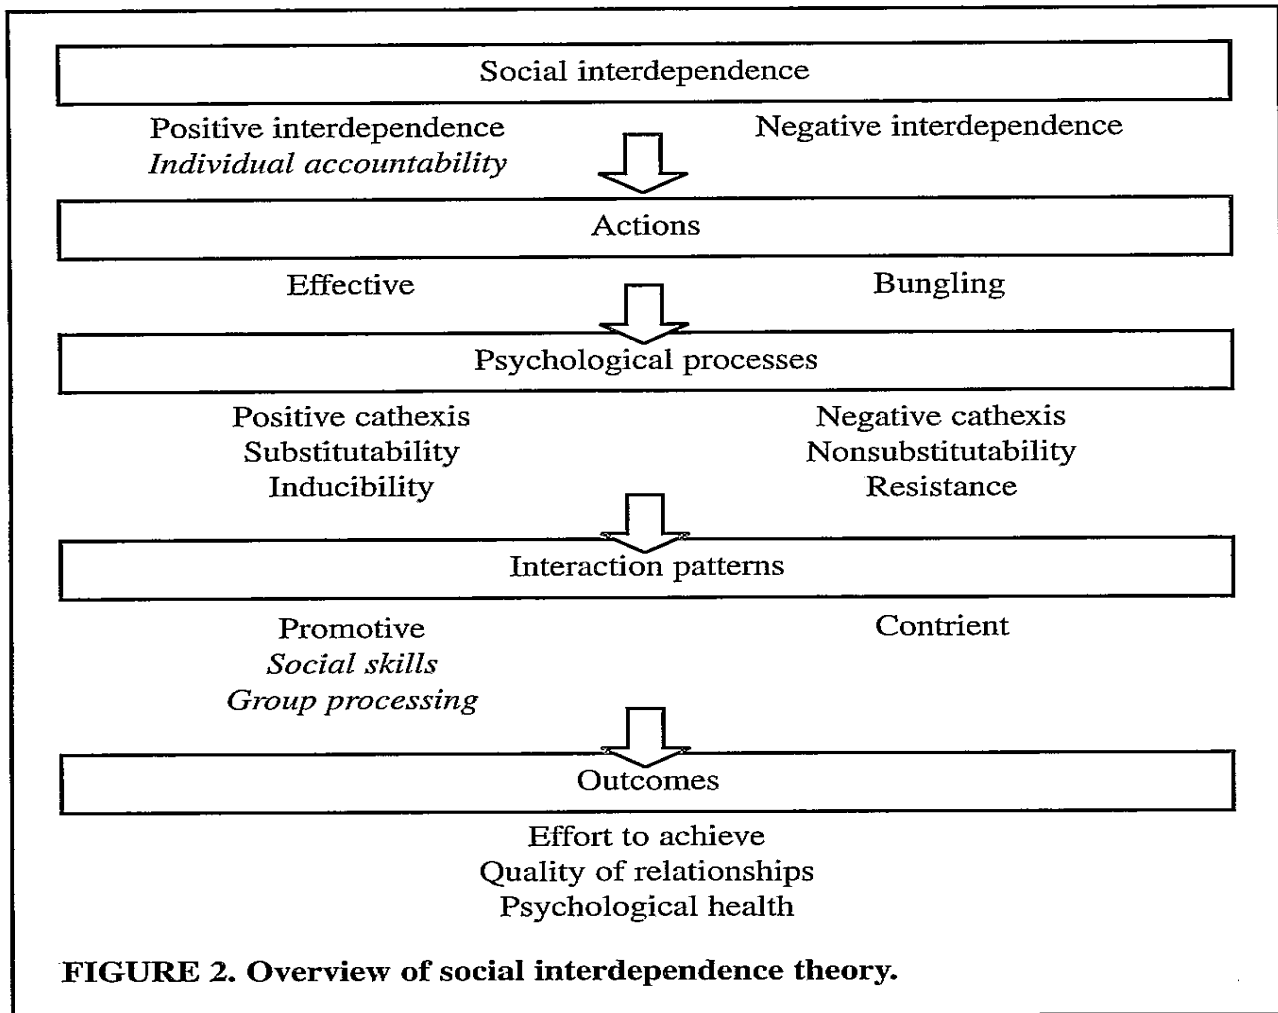 Social interdependence
Positive interdependence
Negative interdependence
Individual accountability
Actions
Effective
Bungling
Psychological processes
Positive cathexis
Negative cathexis
Substitutability
Nonsubstitutability
Inducibility
Resistance
Interaction patterns
Promotive
Contrient
Social skills
Group processing
Outcomes
Effort to achieve
Quality of relationships
Psychological health
FIGURE 2. Overview of social interdependence theory.